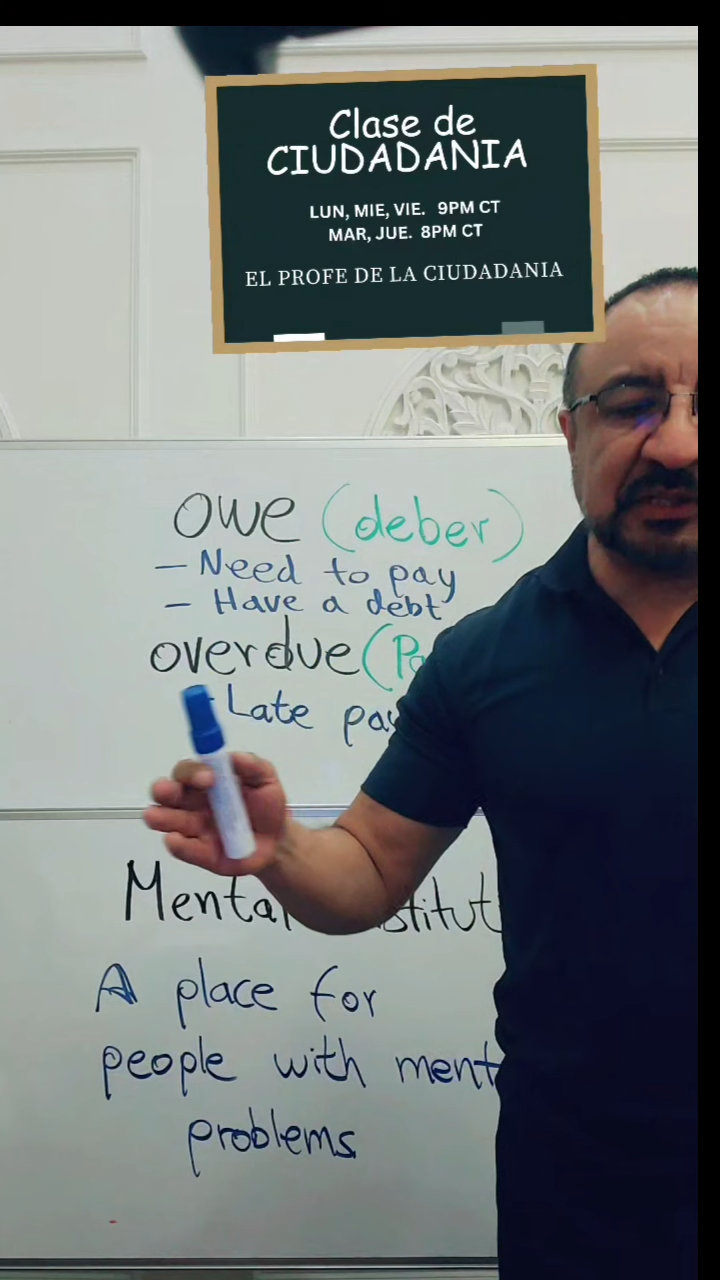 Clase de
CIUDADANIA
LUN, MIE, VIE. 9PM CT
MAR, JUE. 8PM CT
EL PROFE DE LA CIUDADANIA
owe (deber)
- Need to pay
- Have a debt
overdue
- Late
A place for
people with
problems